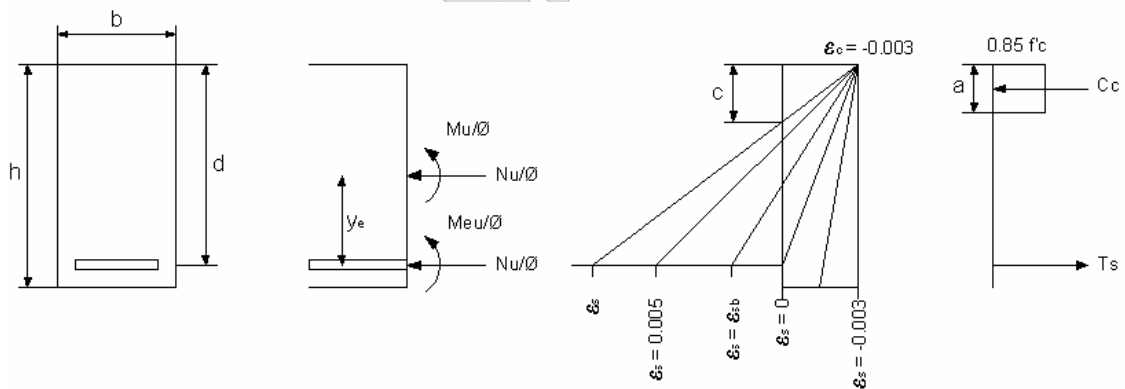 b
h
d
Mu/Ø
Nu/Ø
ye
Meu/Ø
Nu/Ø
εc = -0.003
c
εs
εs = 0.005
εs = εsb
εs = 0
εs = -0.003
0.85 f'c
a
Cc
Ts